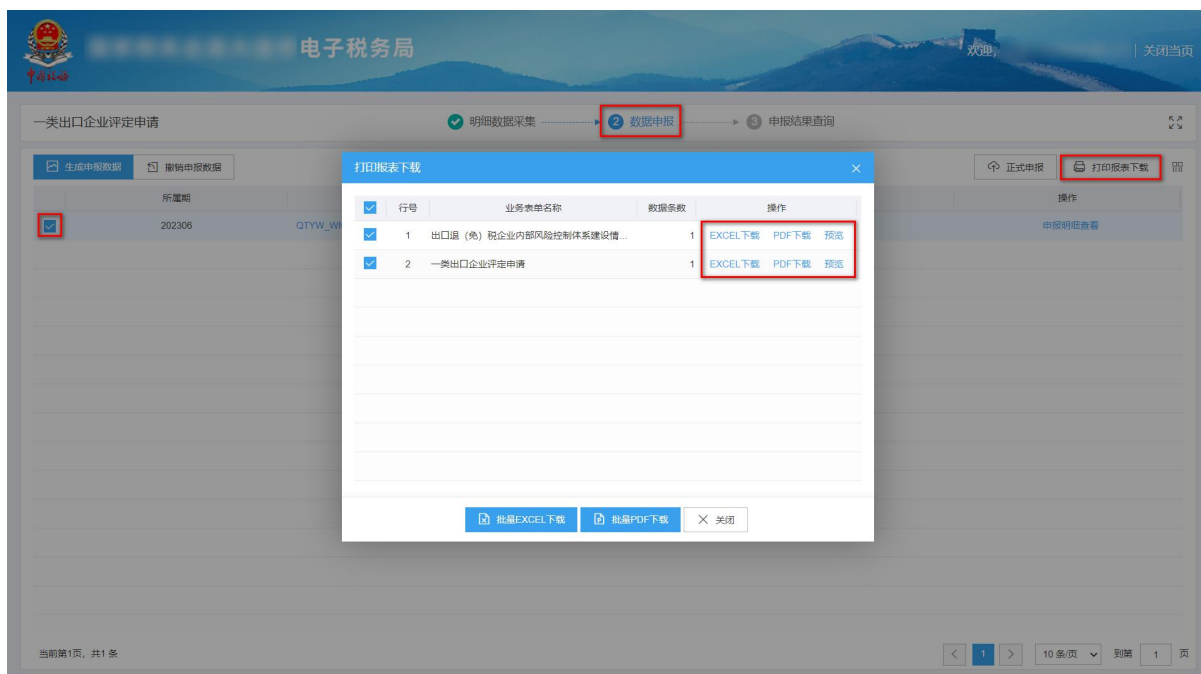 电子税务局
欢迎,
关闭当页
中国税务
一类出口企业评定申请
明细数据采集
2 数据申报
3 申报结果查询
生成申报数据
撤销申报数据
正式申报
打印报表下载
所属期
操作
202306
QTYW_W
申报明细查看
打印报表下载
行号 业务表单名称 数据条数 操作
1 出口退（免）税企业内部风险控制体系建设情... 1 EXCEL下载 PDF下载 预览
2 一类出口企业评定申请 1 EXCEL下载 PDF下载 预览
批量EXCEL下载
批量PDF下载
关闭
当前第1页，共1 条
1
10 条/页
到第 1 页